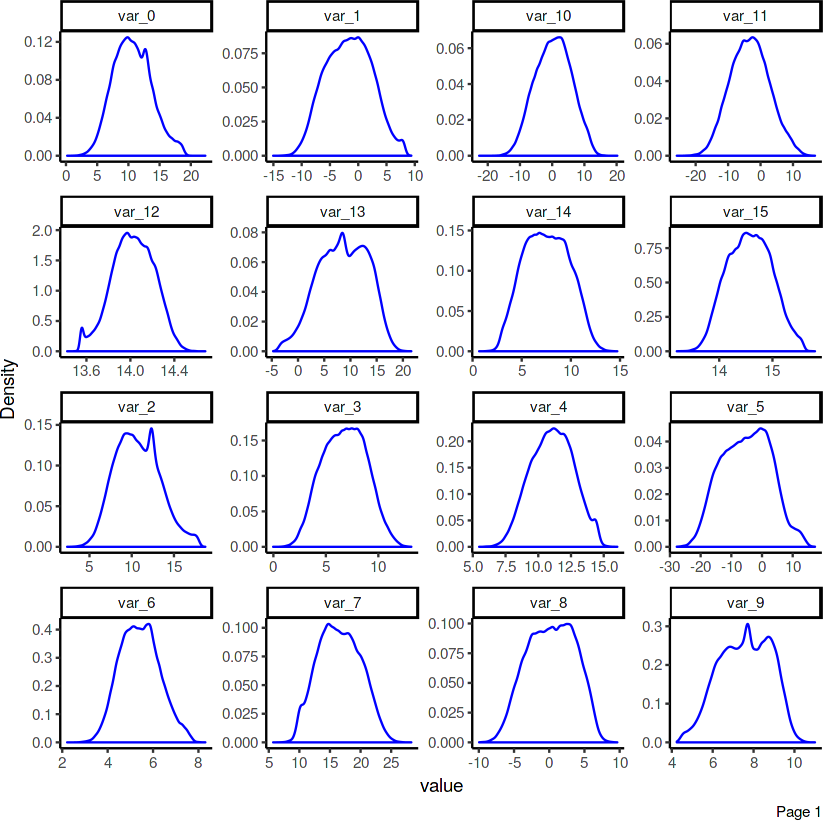 var_0 var_1 var_10 var_11
0.12 0.08 0.04 0.00
0.075 0.050 0.025 0.000
0.06 0.04 0.02 0.00
0.06 0.04 0.02 0.00
0 5 10 15 20
-15 -10 -5 0 5 10
-20 -10 0 10 20
-20 -10 0 10
var_12 var_13 var_14 var_15
2.0 1.5 1.0 0.5 0.0
0.08 0.06 0.04 0.02 0.00
0.15 0.10 0.05 0.00
0.75 0.50 0.25 0.00
13.6 14.0 14.4
-5 0 5 10 15 20
0 5 10 15
14 15
Density
var_2 var_3 var_4 var_5
0.15 0.10 0.05 0.00
0.15 0.10 0.05 0.00
0.20 0.15 0.10 0.05 0.00
0.04 0.03 0.02 0.01 0.00
5 10 15
0 5 10
5.0 7.5 10.0 12.5 15.0
-30 -20 -10 0 10
var_6 var_7 var_8 var_9
0.4 0.3 0.2 0.1 0.0
0.100 0.075 0.050 0.025 0.000
0.100 0.075 0.050 0.025 0.000
0.3 0.2 0.1 0.0
2 4 6 8
5 10 15 20 25
-10 -5 0 5 10
4 6 8 10
value
Page 1